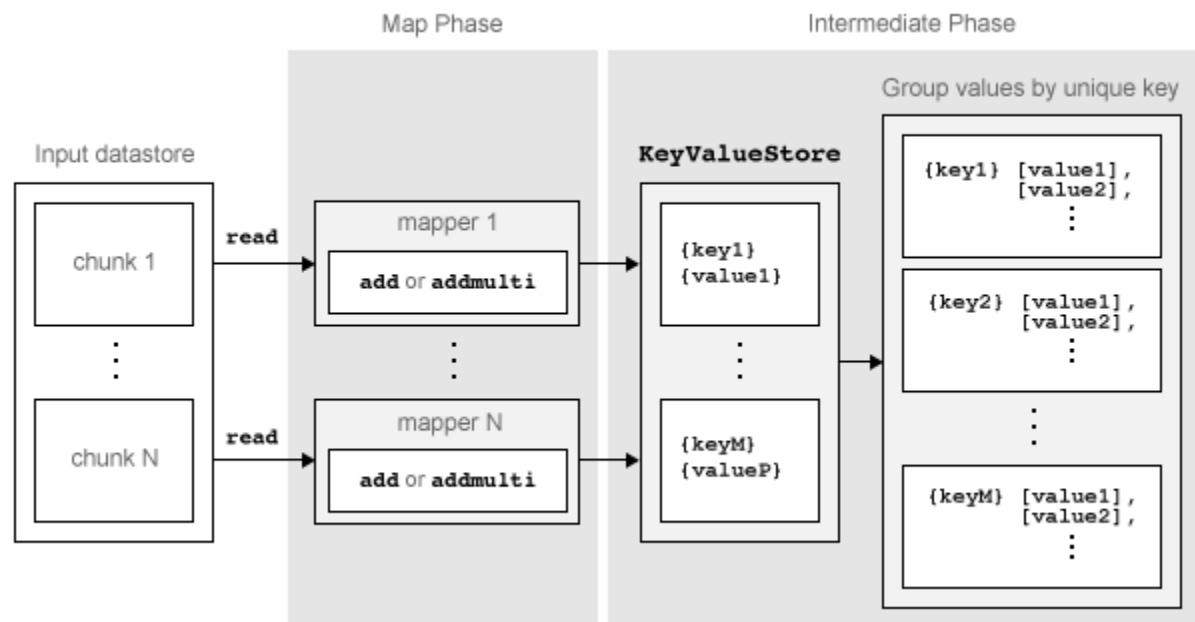 Map Phase
Intermediate Phase
Group values by unique key
Input datastore
KeyValueStore
chunk 1
read
mapper 1
add or addmulti
{key1}
{value1}
{key1} [value1],
[value2],
{key2} [value1],
[value2],
chunk N
read
mapper N
add or addmulti
{keyM}
{valueP}
{keyM} [value1],
[value2],